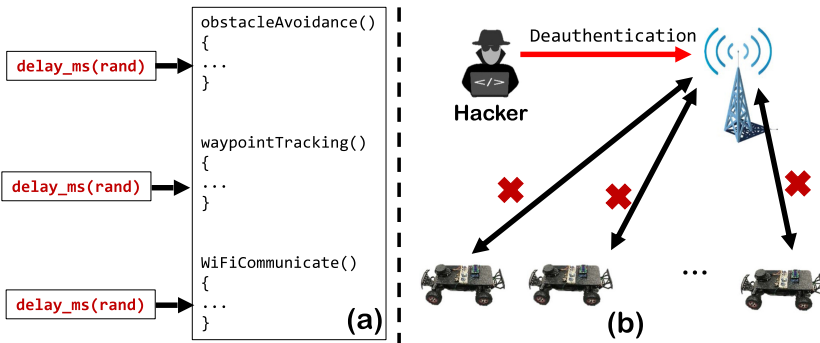 obstacleAvoidance()
{
delay_ms(rand)
...
}
waypointTracking()
{
delay_ms(rand)
...
}
WiFiCommunicate()
{
delay_ms(rand)
...
}
(a)
Deauthentication
</>
Hacker
...
(b)